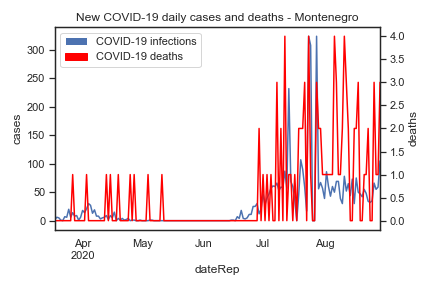 New COVID-19 daily cases and deaths - Montenegro
COVID-19 infections
COVID-19 deaths
cases
300
250
200
150
100
50
0
deaths
4.0
3.5
3.0
2.5
2.0
1.5
1.0
0.5
0.0
Apr May Jun Jul Aug
2020
dateRep